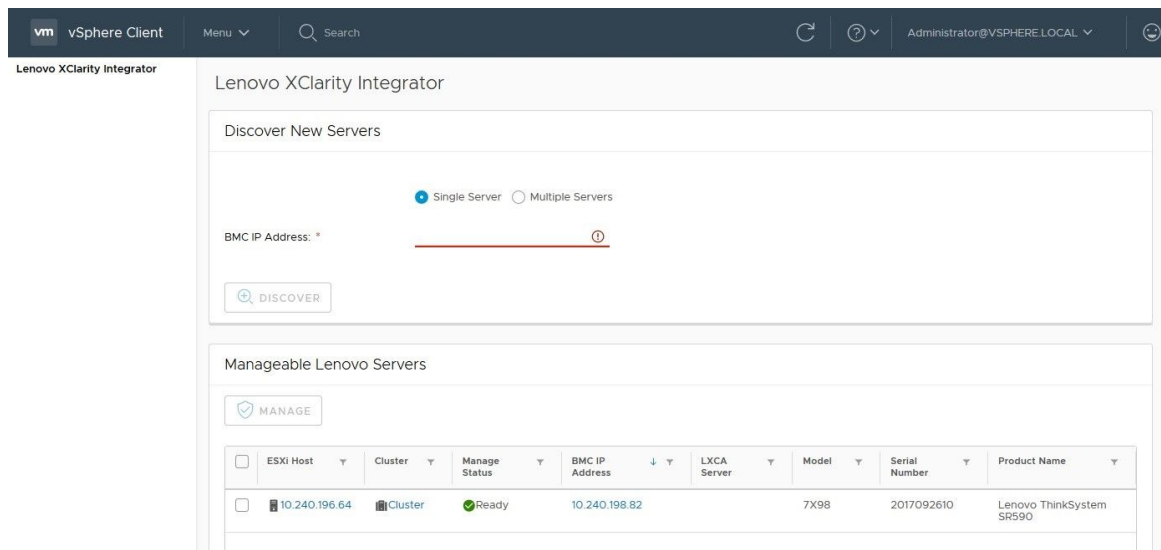 vm vSphere Client Menu Search Administrator@VSPHERE.LOCAL
Lenovo XClarity Integrator
Lenovo XClarity Integrator
Discover New Servers
Single Server Multiple Servers
BMC IP Address: *
DISCOVER
Manageable Lenovo Servers
MANAGE
ESXi Host Cluster Manage Status BMC IP Address LXCA Server Model Serial Number Product Name
10.240.196.64 Cluster Ready 10.240.198.82 7X98 2017092610 Lenovo ThinkSystem SR590